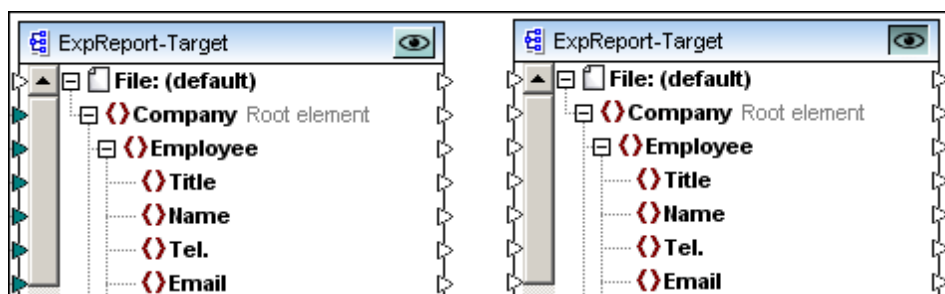 ExpReport-Target
File: (default)
Company Root element
Employee
Title
Name
Tel.
Email
ExpReport-Target
File: (default)
Company Root element
Employee
Title
Name
Tel.
Email